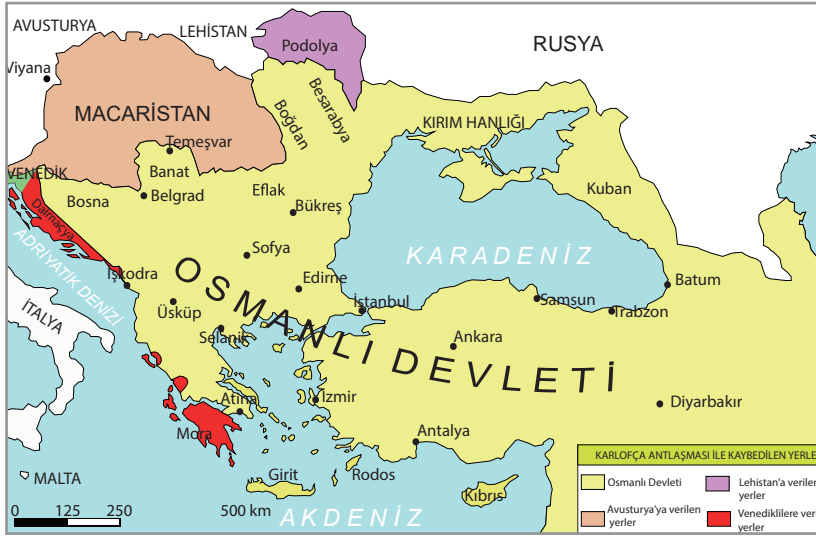 AVUSTURYA
LEHİSTAN
RUSYA
Podolya
Viyana
MACARİSTAN
Besarabya
Boğdan
KIRIM HANLIĞI
Temeşvar
VENEDİK
Banat
Kuban
Bosna
Belgrad
Eflak
Dalmaçya
Bükreş
ADRİYATİK DENİZİ
Sofya
KARADENİZ
İşkodra
Edirne
Batum
İTALYA
Üsküp
İstanbul
Samsun
Trabzon
Selanik
OSMANLI DEVLETİ
Ankara
Atina
İzmir
Diyarbakır
Mora
Antalya
MALTA
Girit
Rodos
Kıbrıs
AKDENİZ
0 125 250 500 km
KARLOFÇA ANTLAŞMASI İLE KAYBEDİLEN YERLE
Osmanlı Devleti
Lehistan'a verilen
yerler
Avusturya'ya verilen
yerler
Venediklilere veri
yerler